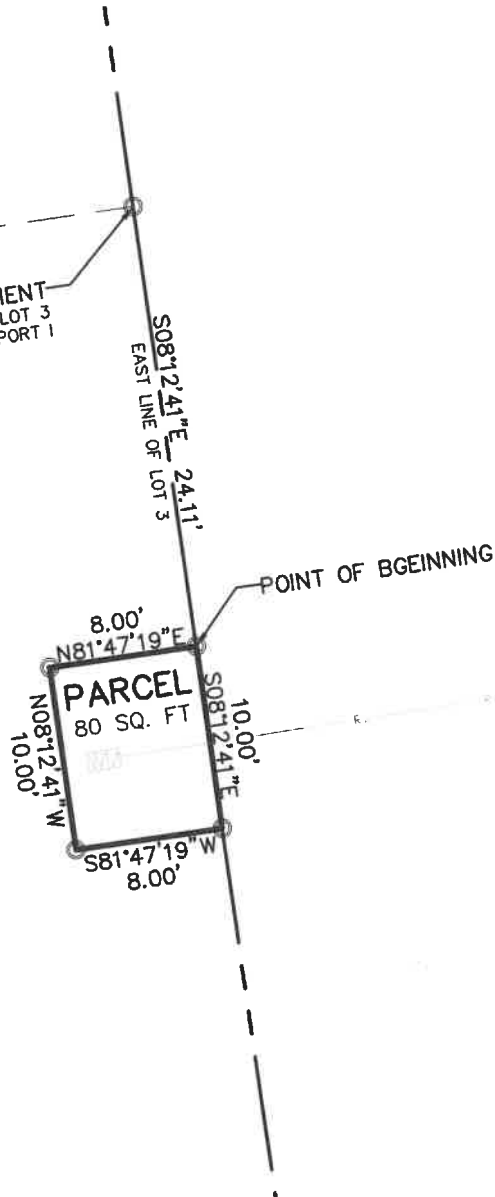 LOT 3
PORT 1
S08°12'41"E 24.11'
EAST LINE OF LOT 3
POINT OF BGEINNING
8.00'
N81°47'19"E
PARCEL
80 SQ. FT
N08°12'41"W
10.00'
10.00'
S08°12'41"E
S81°47'19"W
8.00'